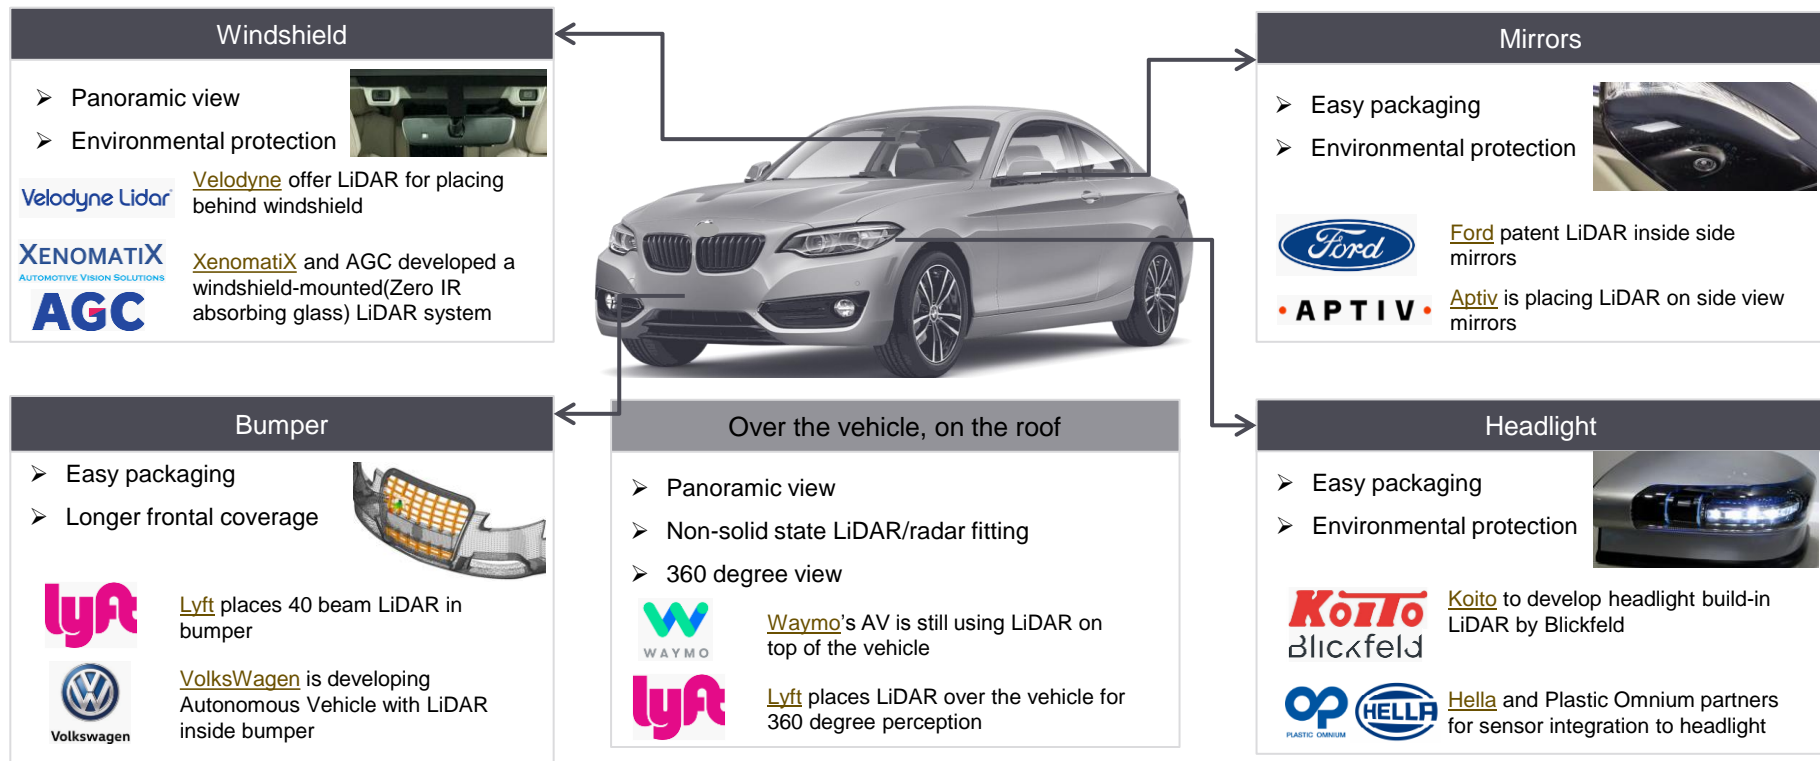 Windshield
Panoramic view
Environmental protection
Velodyne Lidar
Velodyne offer LiDAR for placing
behind windshield
XENOMATIX
AUTOMOTIVE VISION SOLUTIONS
AGC
XenomatiX and AGC developed a
windshield-mounted(Zero IR
absorbing glass) LiDAR system
Mirrors
Easy packaging
Environmental protection
Ford
Ford patent LiDAR inside side
mirrors
• APTIV •
Aptiv is placing LiDAR on side view
mirrors
Bumper
Easy packaging
Longer frontal coverage
lyft
Lyft places 40 beam LiDAR in
bumper
Volkswagen
VolksWagen is developing
Autonomous Vehicle with LiDAR
inside bumper
Over the vehicle, on the roof
Panoramic view
Non-solid state LiDAR/radar fitting
360 degree view
WAYMO
Waymo's AV is still using LiDAR on
top of the vehicle
lyft
Lyft places LiDAR over the vehicle for
360 degree perception
Headlight
Easy packaging
Environmental protection
KOITO
Blickfeld
Koito to develop headlight build-in
LiDAR by Blickfeld
OP
PLASTIC OMNIUM
HELLA
Hella and Plastic Omnium partners
for sensor integration to headlight